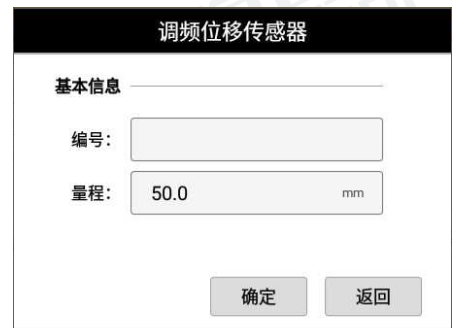 调频位移传感器
基本信息
编号：
量程： 50.0 mm
确定 返回